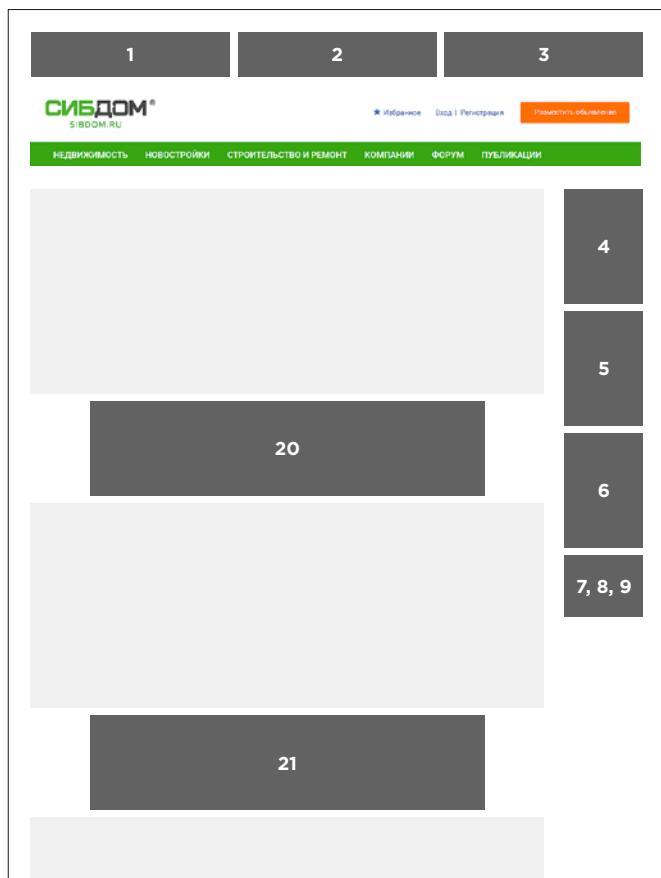 1 2 3
СИБДОМ®
SIBDOM.RU
★ Избранное Вход | Регистрация Разместить объявление
НЕДВИЖИМОСТЬ НОВОСТРОЙКИ СТРОИТЕЛЬСТВО И РЕМОНТ КОМПАНИИ ФОРУМ ПУБЛИКАЦИИ
4
5
20
6
7, 8, 9
21